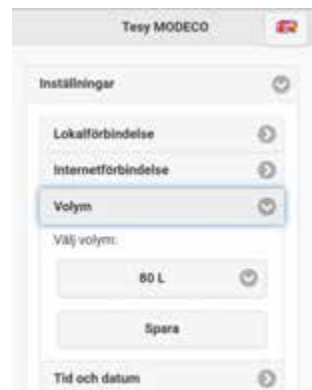 Tesy MODECO
Inställningar
Lokalförbindelse
Internetförbindelse
Volym
Välj volym:
80 L
Spara
Tid och datum